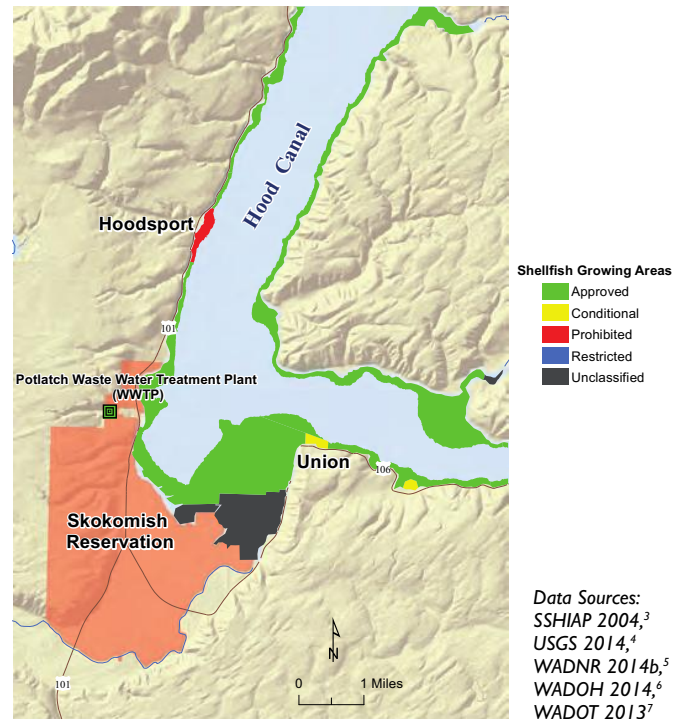 Hood Canal
Hoodsport
101
Potlatch Waste Water Treatment Plant
(WWTP)
Union
106
Skokomish
Reservation
N
0 1 Miles
101
Shellfish Growing Areas
Approved
Conditional
Prohibited
Restricted
Unclassified
Data Sources:
SSHIAP 2004,³
USGS 2014,⁴
WADNR 2014b,⁵
WADOH 2014,⁶
WADOT 2013⁷